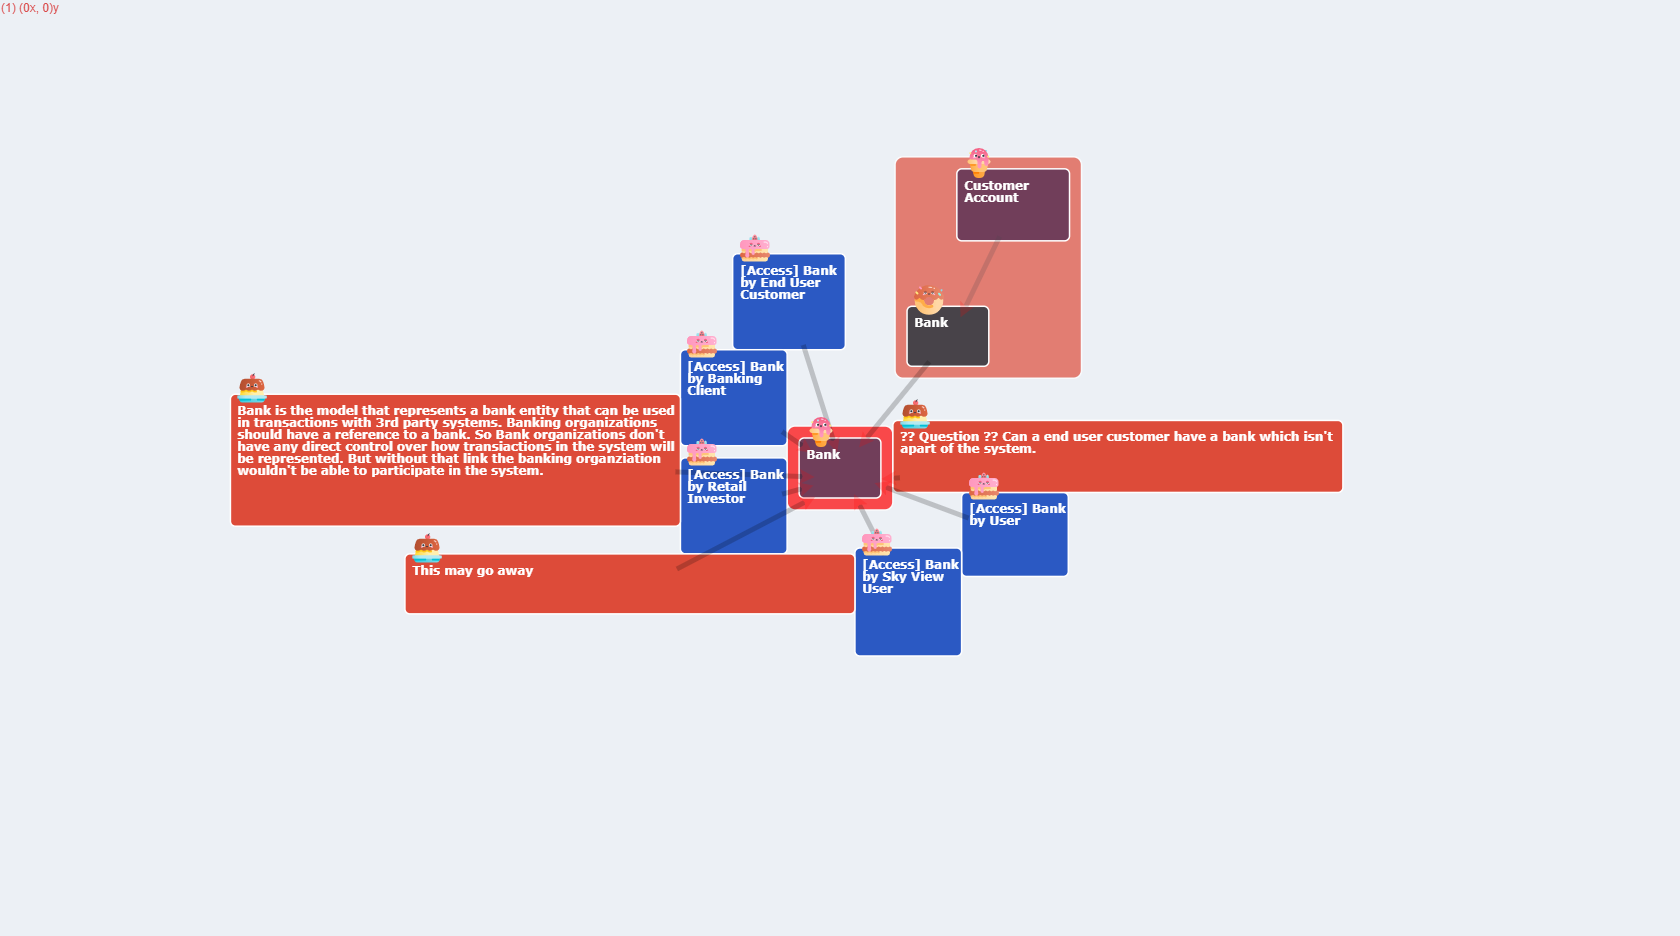 (1) (0x, 0)y
Customer
Account
[Access] Bank
by End User
Customer
Bank
[Access] Bank
by Banking
Client
Bank is the model that represents a bank entity that can be used
in transactions with 3rd party systems. Banking organizations
should have a reference to a bank. So Bank organizations don't
have any direct control over how transiactions in the system will
be represented. But without that link the banking organziation
wouldn't be able to participate in the system.
?? Question ?? Can a end user customer have a bank which isn't
apart of the system.
Bank
[Access] Bank
by Retail
Investor
[Access] Bank
by User
This may go away
[Access] Bank
by Sky View
User